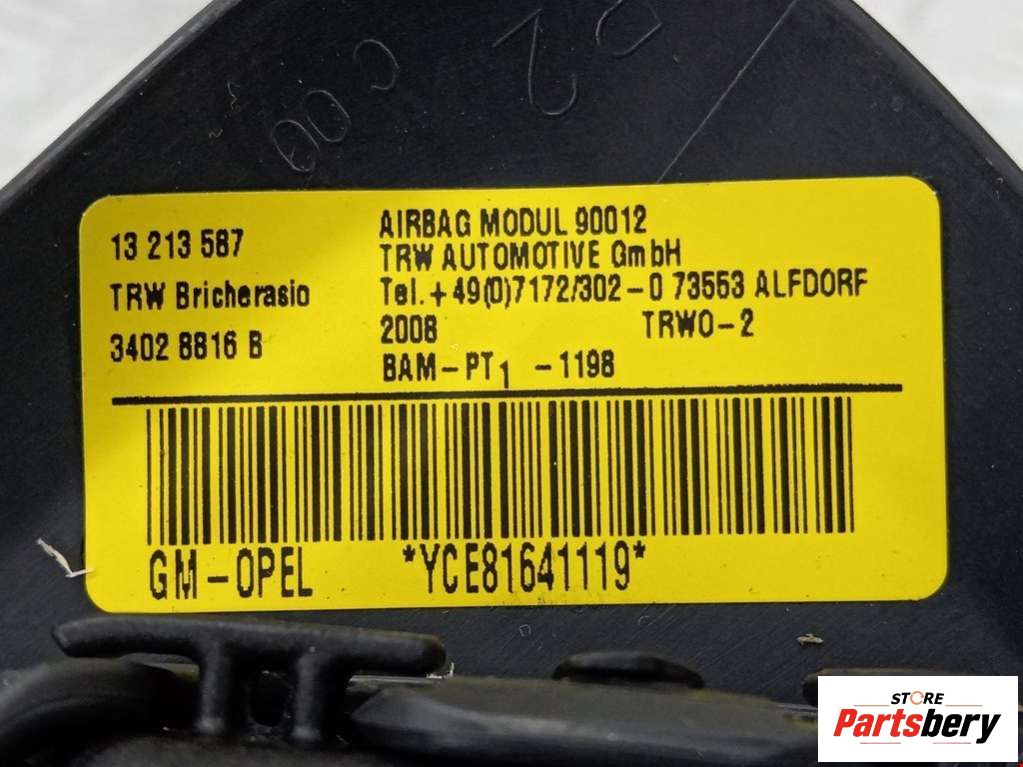 13 213 587
TRW Bricherasio
3402 8816 B
AIRBAG MODUL 90012
TRW AUTOMOTIVE GmbH
Tel.+49(0)7172/302-0 73553 ALFDORF
2008 TRWO-2
BAM-PT1 -1198
GM-OPEL *YCE81641119*
STORE
Partsbery